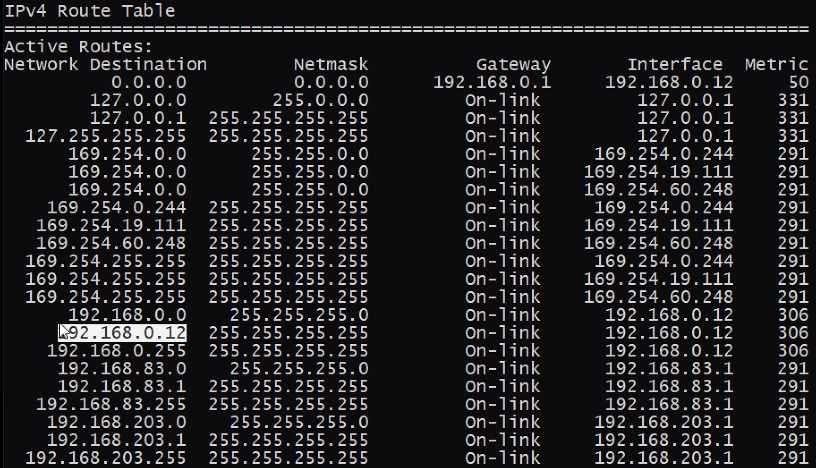 IPv4 Route Table
===========================================================================
Active Routes:
Network Destination        Netmask          Gateway       Interface  Metric
          0.0.0.0          0.0.0.0      192.168.0.1     192.168.0.12     50
        127.0.0.0        255.0.0.0         On-link         127.0.0.1    331
        127.0.0.1  255.255.255.255         On-link         127.0.0.1    331
  127.255.255.255  255.255.255.255         On-link         127.0.0.1    331
      169.254.0.0      255.255.0.0         On-link     169.254.0.244    291
      169.254.0.0      255.255.0.0         On-link    169.254.19.111    291
      169.254.0.0      255.255.0.0         On-link    169.254.60.248    291
    169.254.0.244  255.255.255.255         On-link     169.254.0.244    291
   169.254.19.111  255.255.255.255         On-link    169.254.19.111    291
   169.254.60.248  255.255.255.255         On-link    169.254.60.248    291
  169.254.255.255  255.255.255.255         On-link     169.254.0.244    291
  169.254.255.255  255.255.255.255         On-link    169.254.19.111    291
  169.254.255.255  255.255.255.255         On-link    169.254.60.248    291
      192.168.0.0    255.255.255.0         On-link      192.168.0.12    306
     192.168.0.12  255.255.255.255         On-link      192.168.0.12    306
    192.168.0.255  255.255.255.255         On-link      192.168.0.12    306
     192.168.83.0    255.255.255.0         On-link      192.168.83.1    291
     192.168.83.1  255.255.255.255         On-link      192.168.83.1    291
   192.168.83.255  255.255.255.255         On-link      192.168.83.1    291
    192.168.203.0    255.255.255.0         On-link     192.168.203.1    291
    192.168.203.1  255.255.255.255         On-link     192.168.203.1    291
  192.168.203.255  255.255.255.255         On-link     192.168.203.1    291